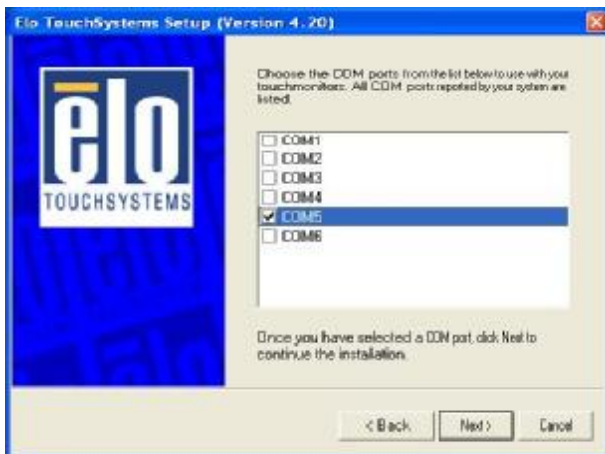 Elo TouchSystems Setup (Version 4.20)
elo
TOUCHSYSTEMS
Choose the COM ports from the list below to use with your
touchmonitors. All COM ports reported by your system are
listed.
COM1
COM2
COM3
COM4
COM5
COM6
Once you have selected a COM port, click Next to
continue the installation.
< Back
Next >
Cancel